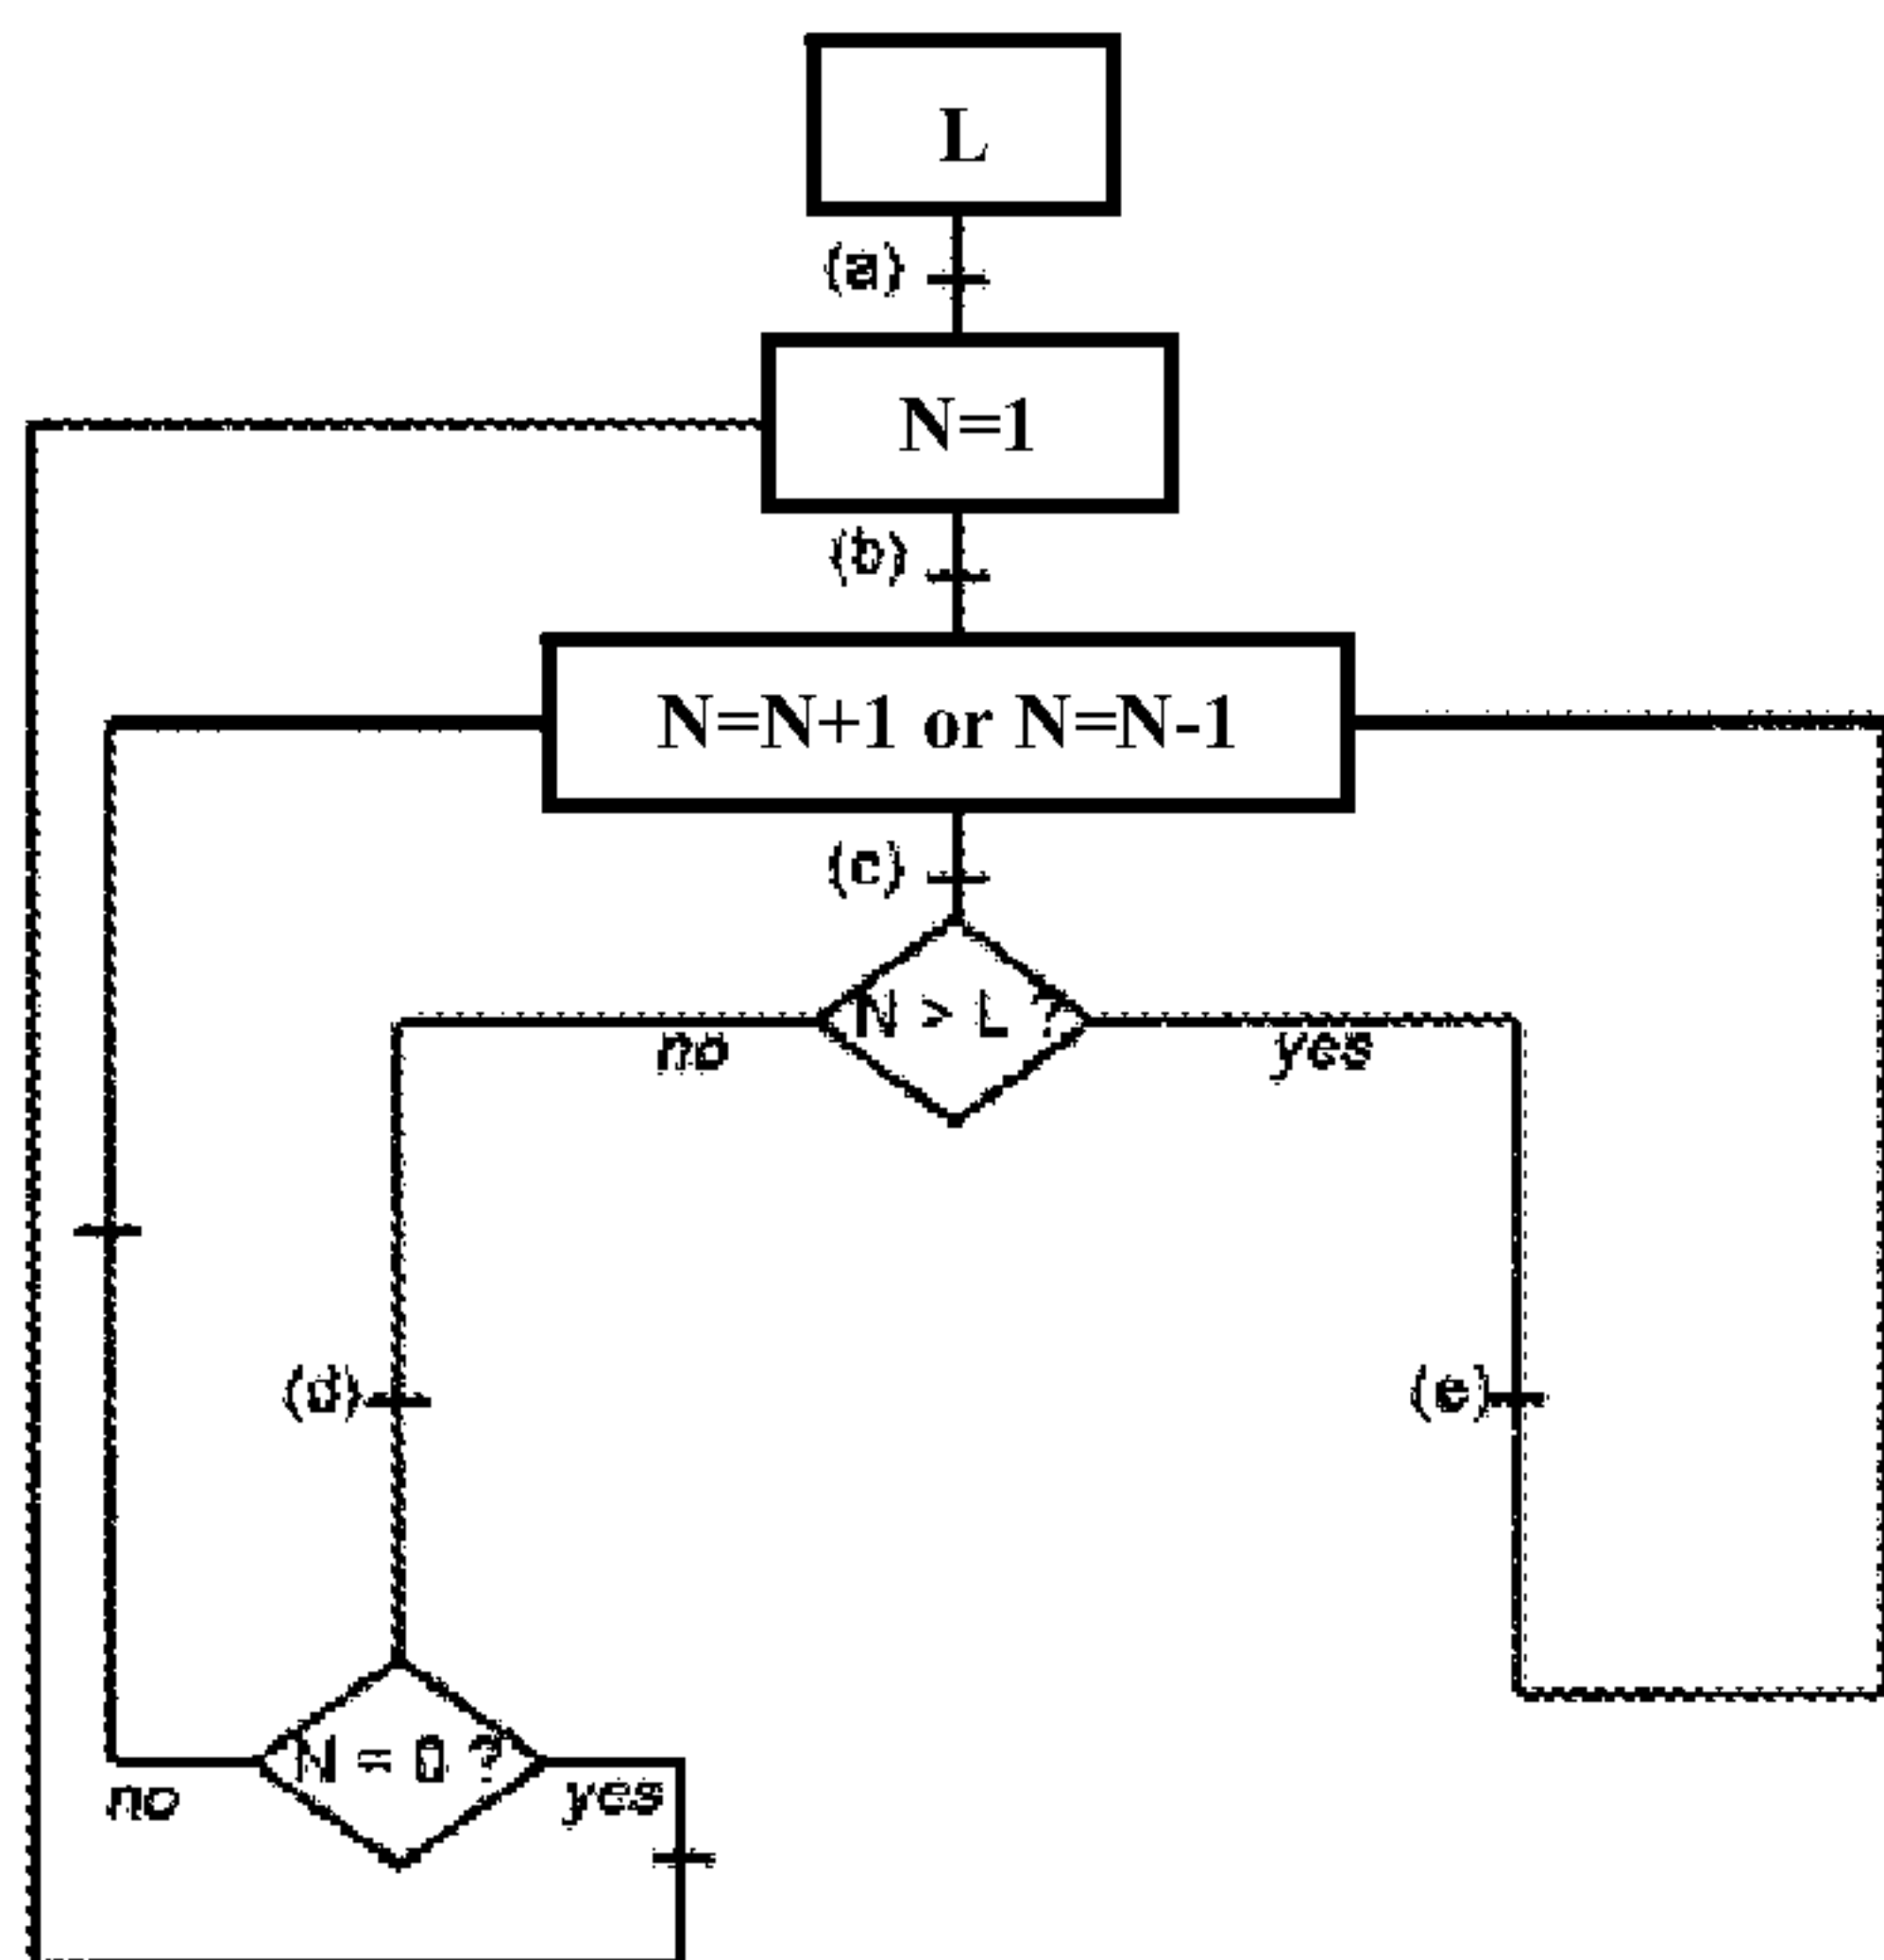 L
(a)
N=1
(b)
N=N+1 or N=N-1
(c)
N > L ?
no
yes
(d)
(e)
N = 0 ?
no
yes